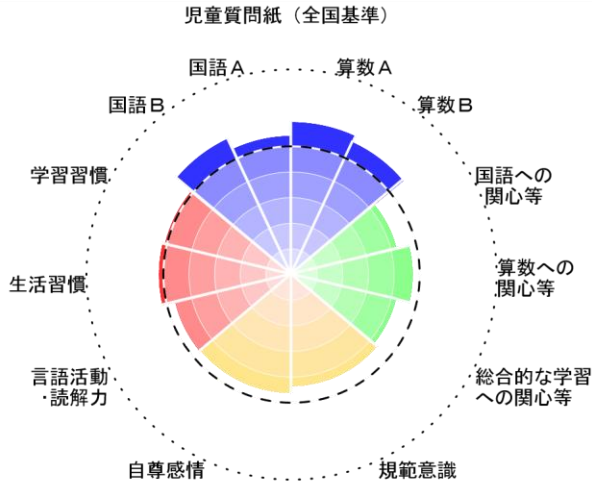 児童質問紙（全国基準）
国語A
算数A
国語B
算数B
学習習慣
国語への
関心等
生活習慣
算数への
関心等
言語活動
・読解力
総合的な学習
への関心等
自尊感情
規範意識